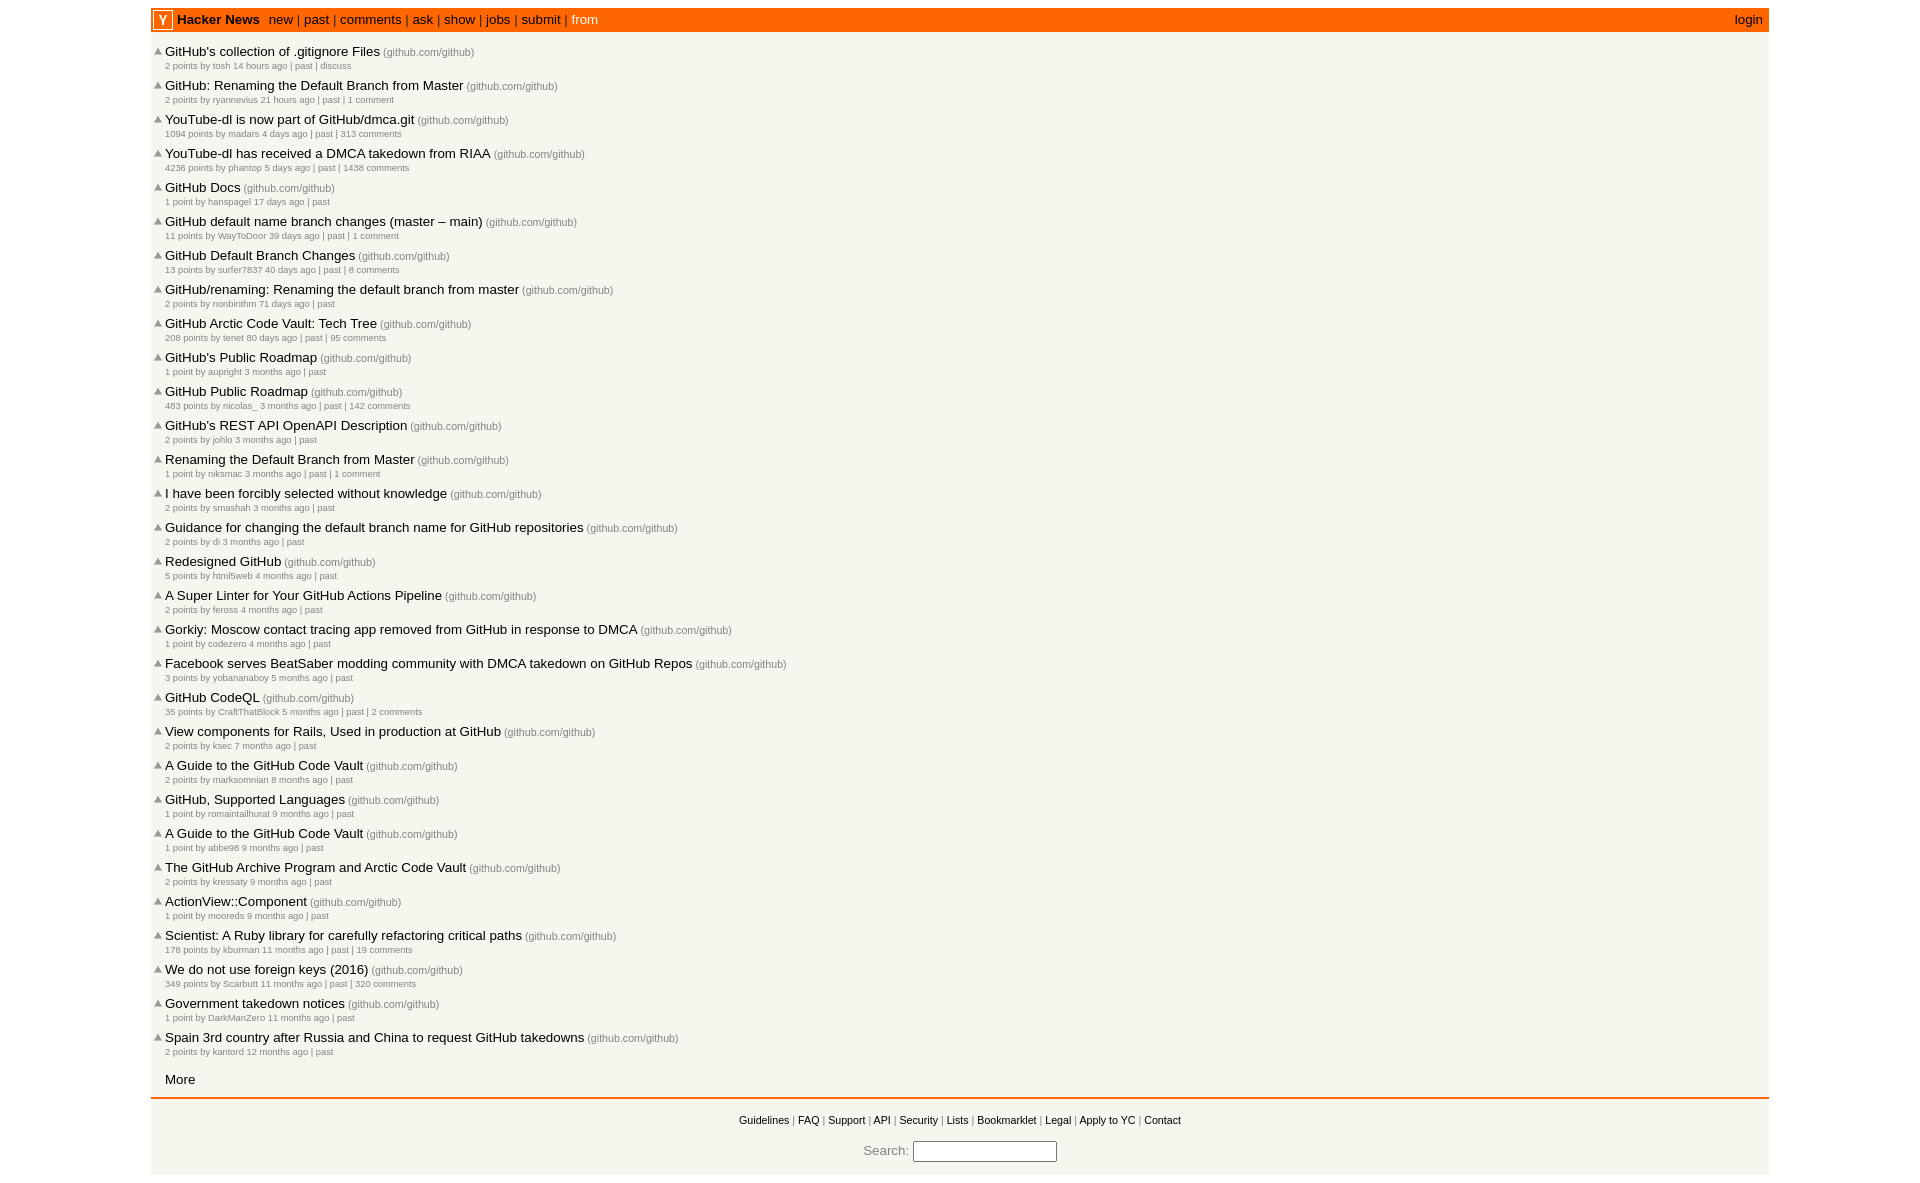 Y Hacker News new | past | comments | ask | show | jobs | submit | from login
GitHub's collection of .gitignore Files (github.com/github)
2 points by tosh 14 hours ago | past | discuss
GitHub: Renaming the Default Branch from Master (github.com/github)
2 points by ryannevius 21 hours ago | past | 1 comment
YouTube-dl is now part of GitHub/dmca.git (github.com/github)
1094 points by madars 4 days ago | past | 313 comments
YouTube-dl has received a DMCA takedown from RIAA (github.com/github)
4236 points by phantop 5 days ago | past | 1438 comments
GitHub Docs (github.com/github)
1 point by hanspagel 17 days ago | past
GitHub default name branch changes (master – main) (github.com/github)
11 points by WayToDoor 39 days ago | past | 1 comment
GitHub Default Branch Changes (github.com/github)
13 points by surfer7837 40 days ago | past | 8 comments
GitHub/renaming: Renaming the default branch from master (github.com/github)
2 points by nonbirithm 71 days ago | past
GitHub Arctic Code Vault: Tech Tree (github.com/github)
208 points by tenet 80 days ago | past | 95 comments
GitHub's Public Roadmap (github.com/github)
1 point by aupright 3 months ago | past
GitHub Public Roadmap (github.com/github)
483 points by nicolas_ 3 months ago | past | 142 comments
GitHub's REST API OpenAPI Description (github.com/github)
2 points by johlo 3 months ago | past
Renaming the Default Branch from Master (github.com/github)
1 point by niksmac 3 months ago | past | 1 comment
I have been forcibly selected without knowledge (github.com/github)
2 points by smashah 3 months ago | past
Guidance for changing the default branch name for GitHub repositories (github.com/github)
2 points by di 3 months ago | past
Redesigned GitHub (github.com/github)
5 points by html5web 4 months ago | past
A Super Linter for Your GitHub Actions Pipeline (github.com/github)
2 points by feross 4 months ago | past
Gorkiy: Moscow contact tracing app removed from GitHub in response to DMCA (github.com/github)
1 point by codezero 4 months ago | past
Facebook serves BeatSaber modding community with DMCA takedown on GitHub Repos (github.com/github)
3 points by yobananaboy 5 months ago | past
GitHub CodeQL (github.com/github)
35 points by CraftThatBlock 5 months ago | past | 2 comments
View components for Rails, Used in production at GitHub (github.com/github)
2 points by ksec 7 months ago | past
A Guide to the GitHub Code Vault (github.com/github)
2 points by marksomnian 8 months ago | past
GitHub, Supported Languages (github.com/github)
1 point by romaintailhurat 9 months ago | past
A Guide to the GitHub Code Vault (github.com/github)
1 point by abbe98 9 months ago | past
The GitHub Archive Program and Arctic Code Vault (github.com/github)
2 points by kressaty 9 months ago | past
ActionView::Component (github.com/github)
1 point by mooreds 9 months ago | past
Scientist: A Ruby library for carefully refactoring critical paths (github.com/github)
178 points by kburman 11 months ago | past | 19 comments
We do not use foreign keys (2016) (github.com/github)
349 points by Scarbutt 11 months ago | past | 320 comments
Government takedown notices (github.com/github)
1 point by DarkManZero 11 months ago | past
Spain 3rd country after Russia and China to request GitHub takedowns (github.com/github)
2 points by kantord 12 months ago | past
More
Guidelines | FAQ | Support | API | Security | Lists | Bookmarklet | Legal | Apply to YC | Contact
Search: